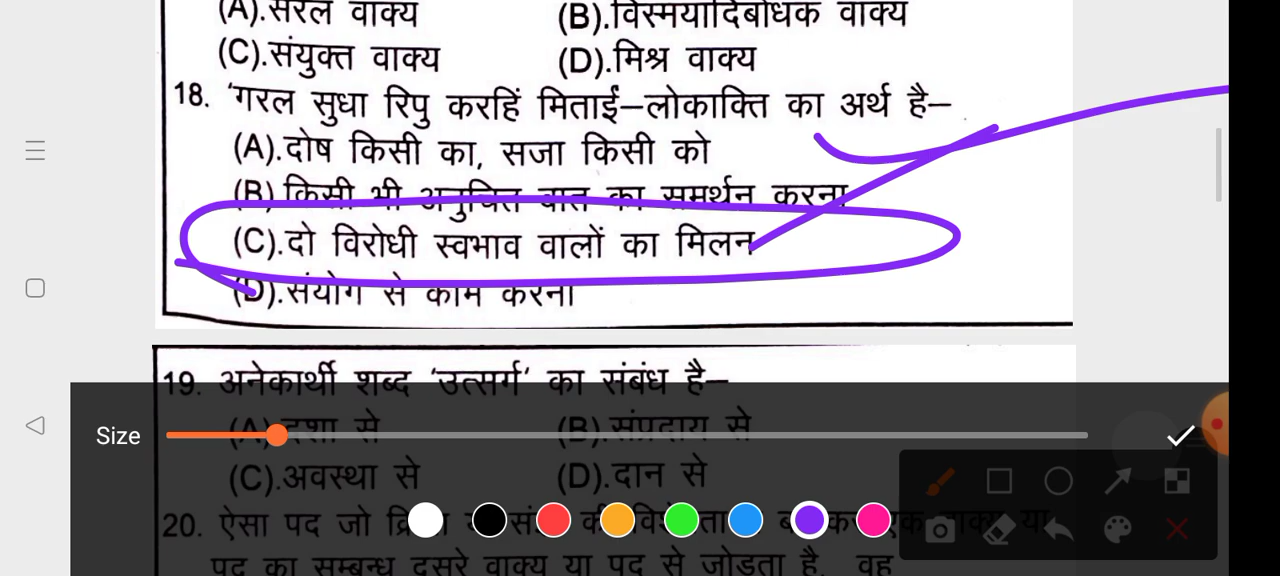 (A).सरल वाक्य (B).विस्मयादिबोधक वाक्य
(C).संयुक्त वाक्य (D).मिश्र वाक्य
18. 'गरल सुधा रिपु करहिं मिताई–लोकाक्ति का अर्थ है–
(A).दोष किसी का, सजा किसी को
(B).किसी भी अनुचित बात का समर्थन करना
(C).दो विरोधी स्वभाव वालों का मिलन
(D).संयोग से काम करना
19. अनेकार्थी शब्द 'उत्सर्ग' का संबंध है–
Size
(A).दशा से (B).संप्रदाय से
(C).अवस्था से (D).दान से
20. ऐसा पद जो
पद का सम्बन्ध दूसरे वाक्य या पद से जोड़ता है, वह